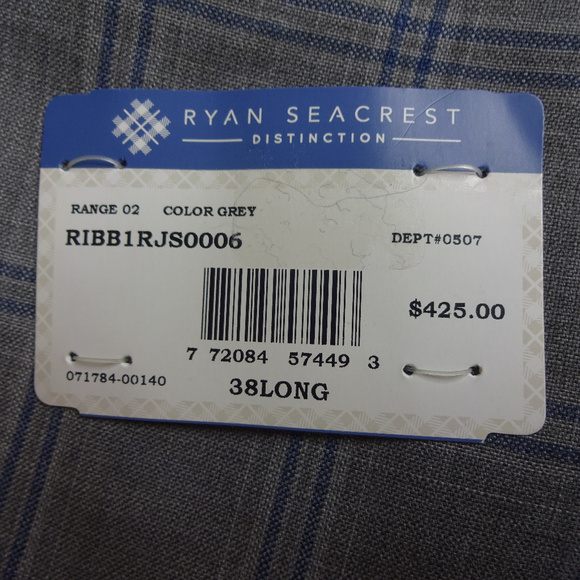 RYAN SEACREST
DISTINCTION
RANGE 02 COLOR GREY
RIBB1RJS0006
DEPT#0507
$425.00
7 72084 57449 3
071784-00140
38LONG